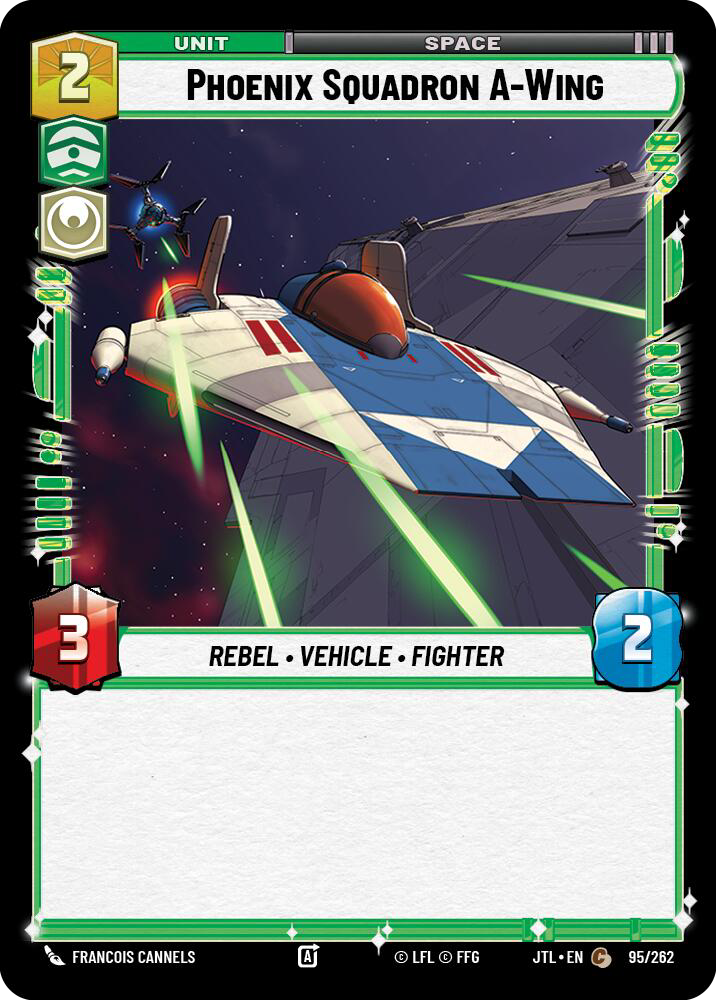 UNIT SPACE
2 PHOENIX SQUADRON A-WING
3 REBEL • VEHICLE • FIGHTER 2
FRANCOIS CANNELS A © LFL © FFG JTL • EN C 95/262